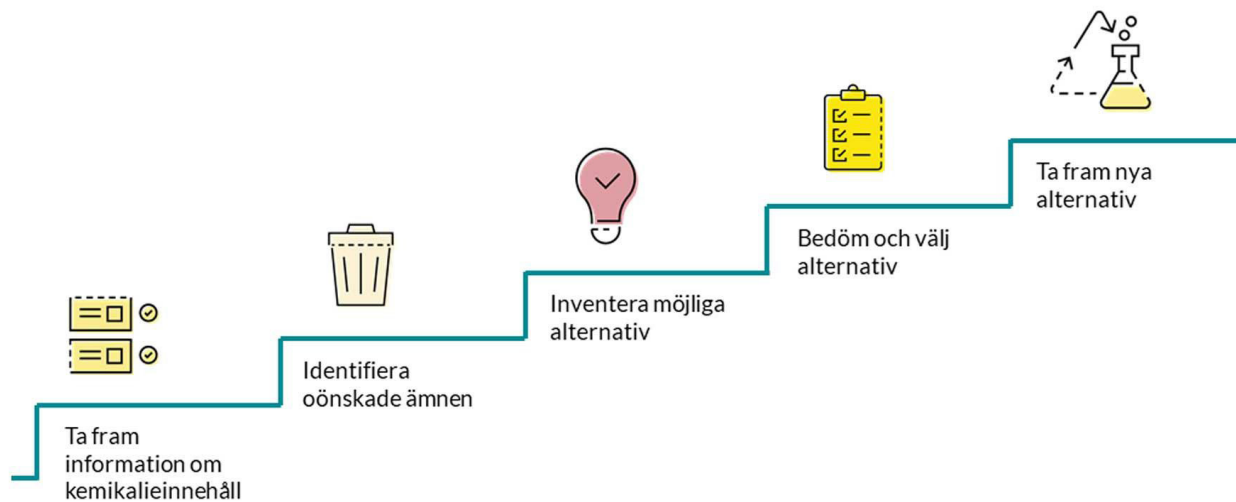 Ta fram
information om
kemikalieinnehåll
Identifiera
oönskade ämnen
Inventera möjliga
alternativ
Bedöm och välj
alternativ
Ta fram nya
alternativ